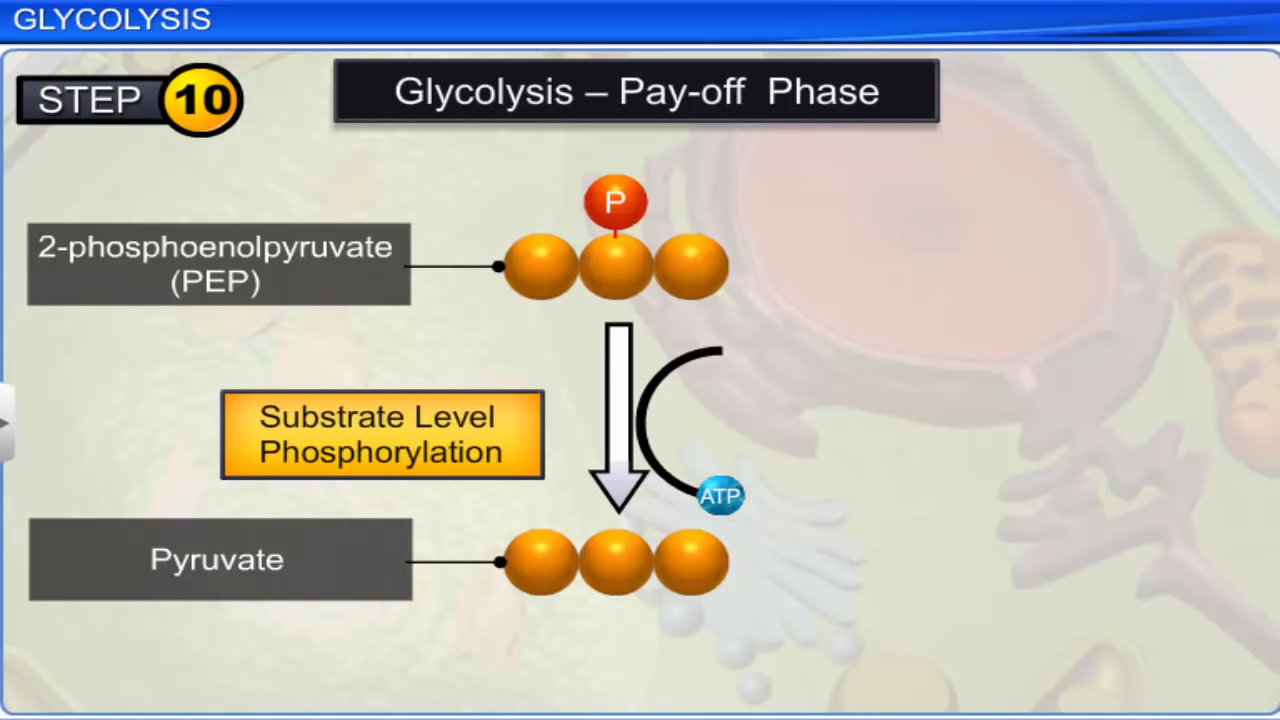 GLYCOLYSIS
STEP 10
Glycolysis – Pay-off Phase
P
2-phosphoenolpyruvate
(PEP)
Substrate Level
Phosphorylation
ATP
Pyruvate